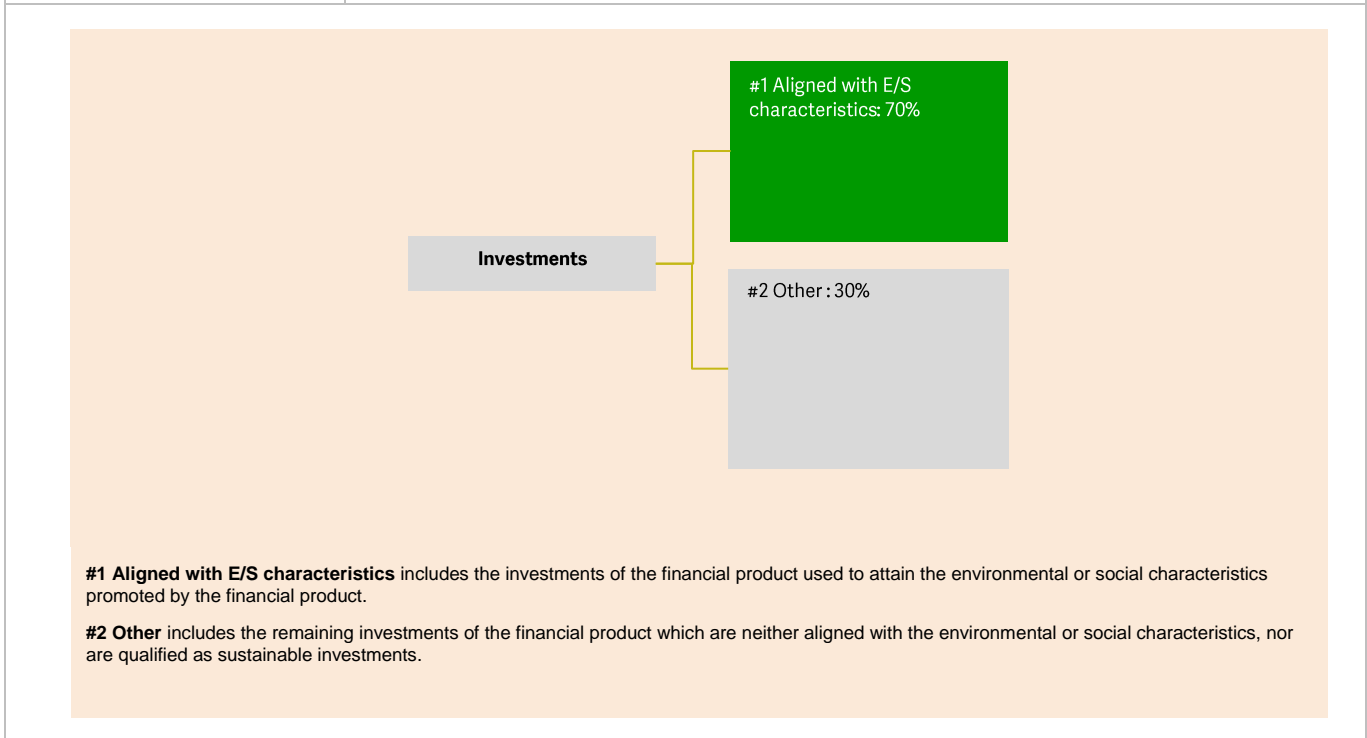 #1 Aligned with E/S
characteristics: 70%
Investments
#2 Other : 30%
#1 Aligned with E/S characteristics includes the investments of the financial product used to attain the environmental or social characteristics
promoted by the financial product.
#2 Other includes the remaining investments of the financial product which are neither aligned with the environmental or social characteristics, nor
are qualified as sustainable investments.